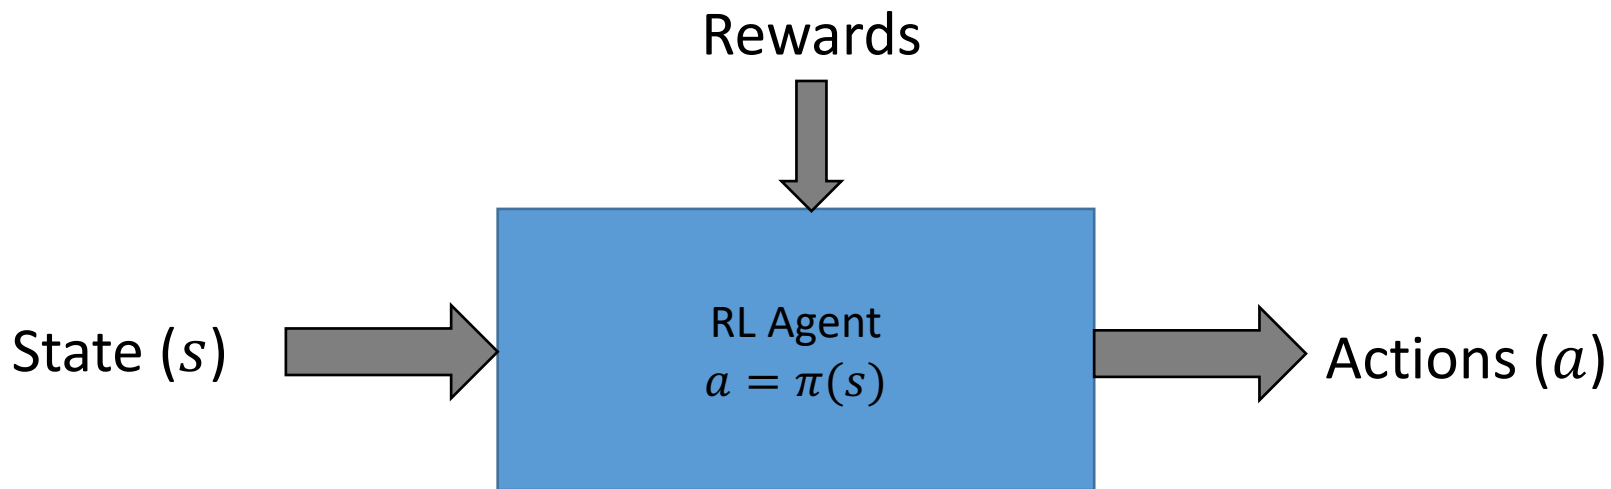 Rewards
State (s)
RL Agent
a = π(s)
Actions (a)